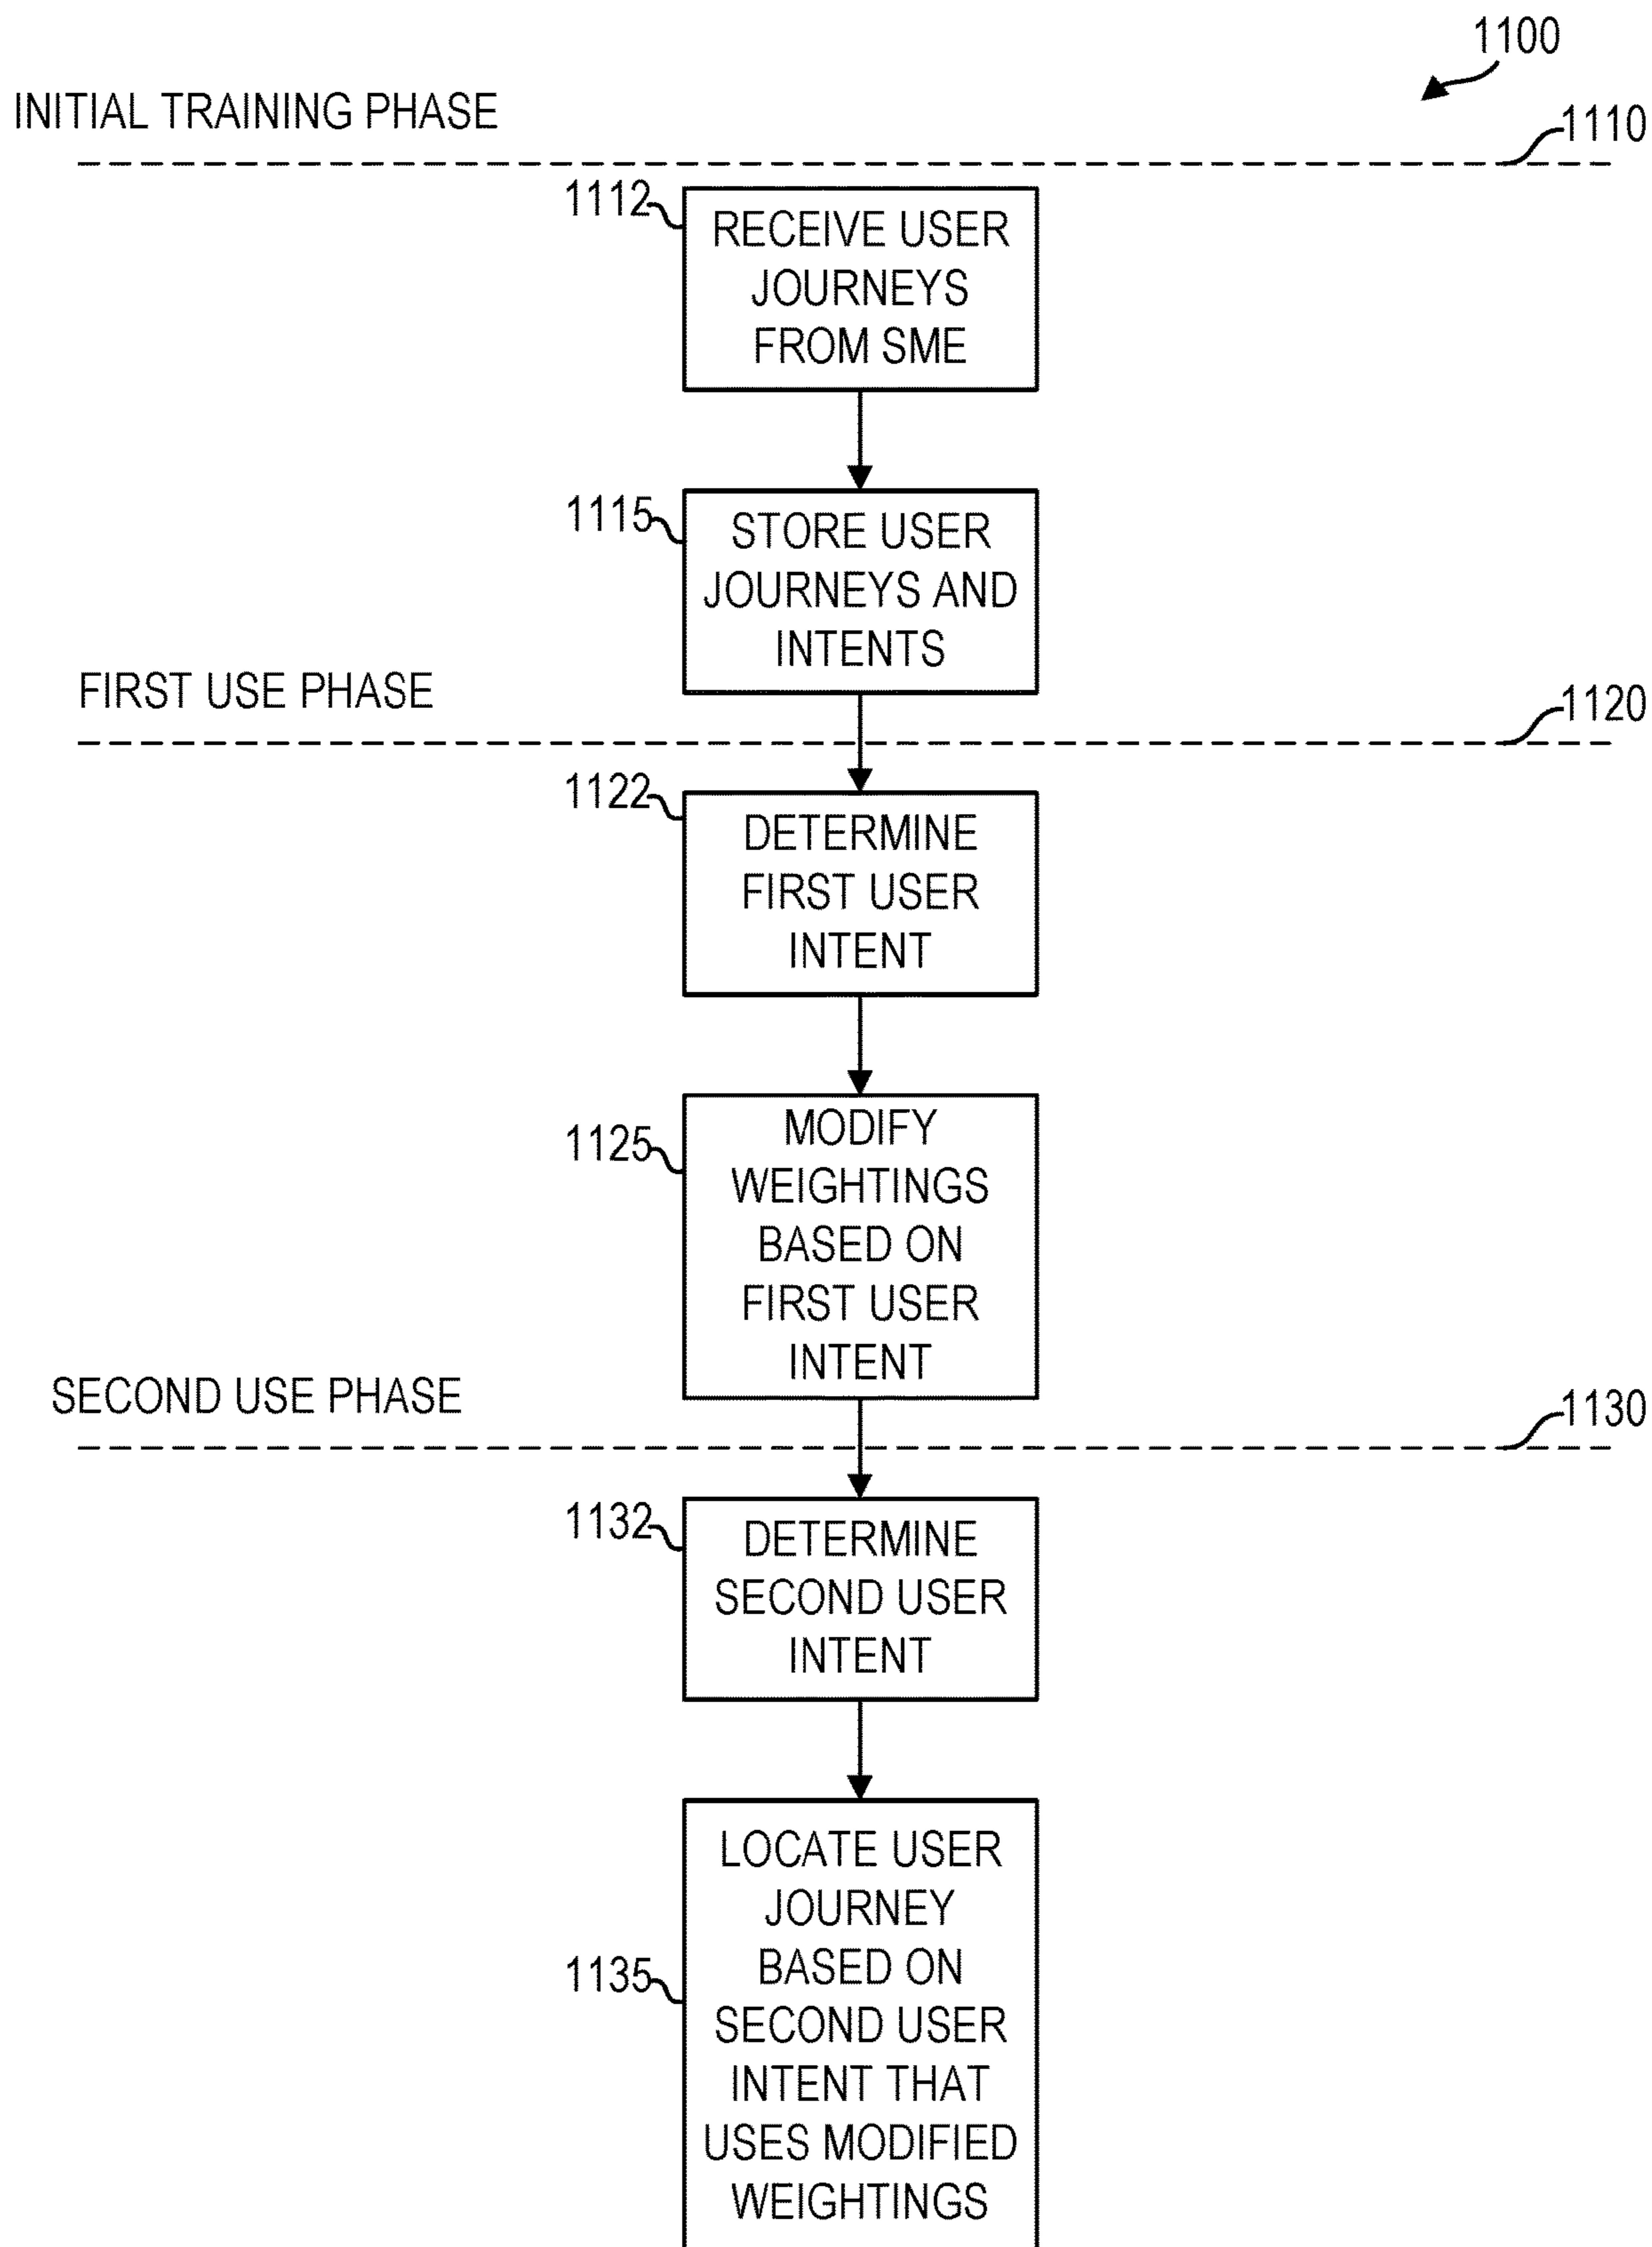 1100
INITIAL TRAINING PHASE
1110
1112
RECEIVE USER
JOURNEYS
FROM SME
1115
STORE USER
JOURNEYS AND
INTENTS
FIRST USE PHASE
1120
1122
DETERMINE
FIRST USER
INTENT
1125
MODIFY
WEIGHTINGS
BASED ON
FIRST USER
INTENT
SECOND USE PHASE
1130
1132
DETERMINE
SECOND USER
INTENT
1135
LOCATE USER
JOURNEY
BASED ON
SECOND USER
INTENT THAT
USES MODIFIED
WEIGHTINGS